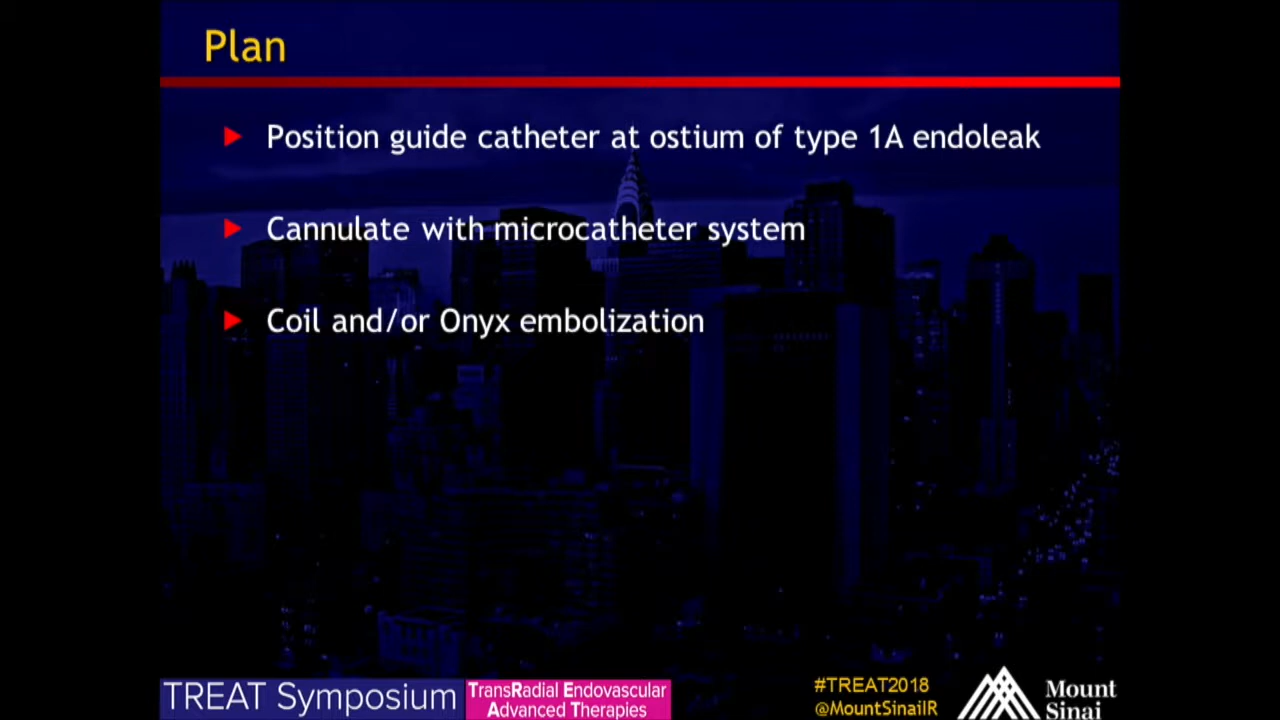 Plan
Position guide catheter at ostium of type 1A endoleak
Cannulate with microcatheter system
Coil and/or Onyx embolization
TREAT Symposium
TransRadial Endovascular
Advanced Therapies
#TREAT2018
@MountSinaiIR
Mount
Sinai